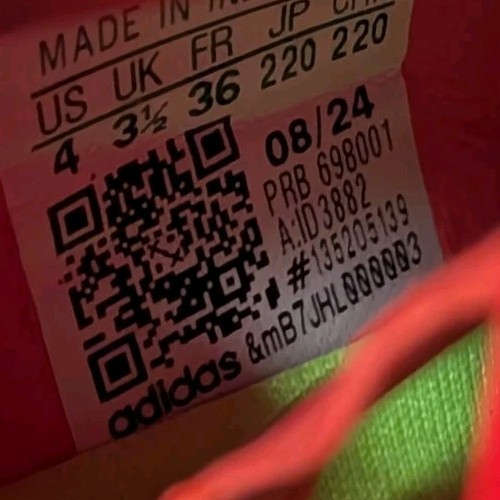 MADE IN
US UK FR JP CHN
4 3½ 36 220 220
08/24
PRB 698001
A:ID3882
#135205139
adidas &mB7JHL000003